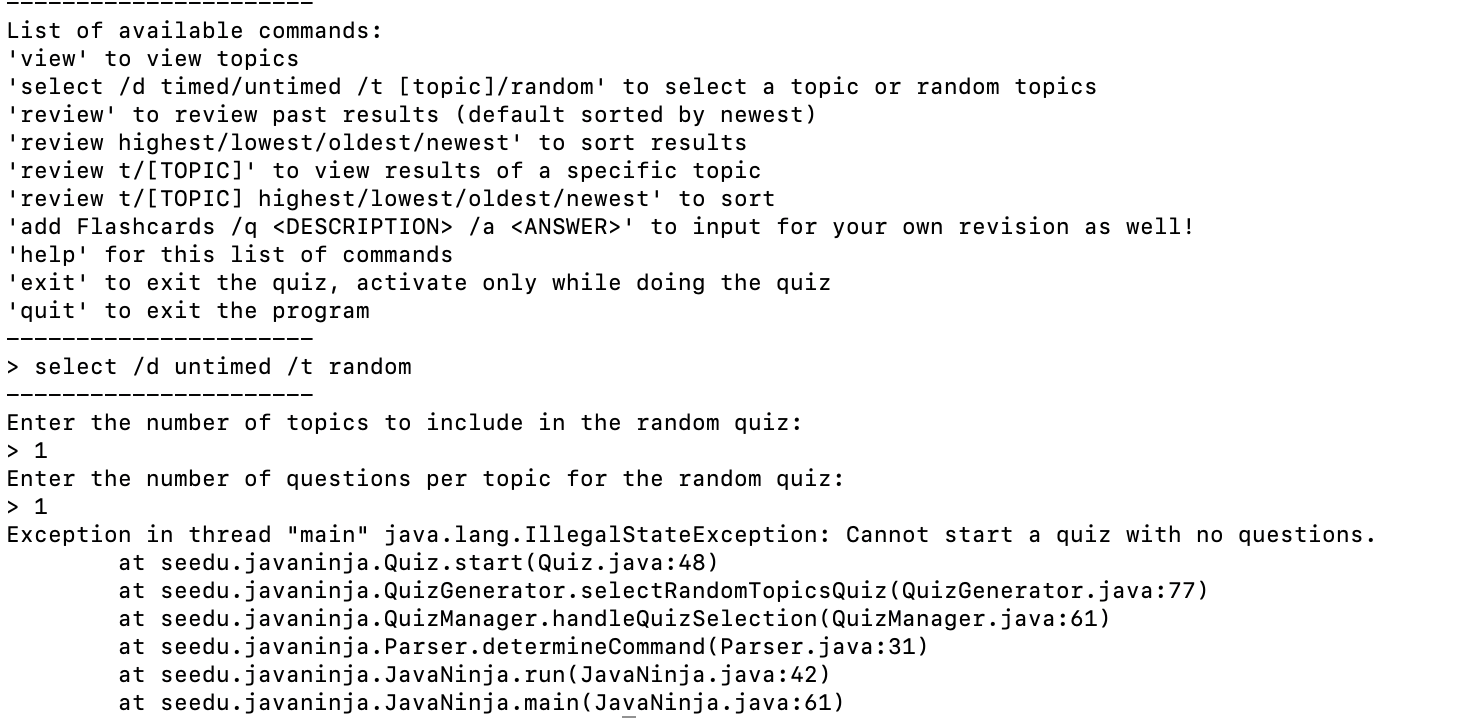 ----------------------
List of available commands:
'view' to view topics
'select /d timed/untimed /t [topic]/random' to select a topic or random topics
'review' to review past results (default sorted by newest)
'review highest/lowest/oldest/newest' to sort results
'review t/[TOPIC]' to view results of a specific topic
'review t/[TOPIC] highest/lowest/oldest/newest' to sort
'add Flashcards /q <DESCRIPTION> /a <ANSWER>' to input for your own revision as well!
'help' for this list of commands
'exit' to exit the quiz, activate only while doing the quiz
'quit' to exit the program
----------------------
> select /d untimed /t random
----------------------
Enter the number of topics to include in the random quiz:
> 1
Enter the number of questions per topic for the random quiz:
> 1
Exception in thread "main" java.lang.IllegalStateException: Cannot start a quiz with no questions.
        at seedu.javaninja.Quiz.start(Quiz.java:48)
        at seedu.javaninja.QuizGenerator.selectRandomTopicsQuiz(QuizGenerator.java:77)
        at seedu.javaninja.QuizManager.handleQuizSelection(QuizManager.java:61)
        at seedu.javaninja.Parser.determineCommand(Parser.java:31)
        at seedu.javaninja.JavaNinja.run(JavaNinja.java:42)
        at seedu.javaninja.JavaNinja.main(JavaNinja.java:61)